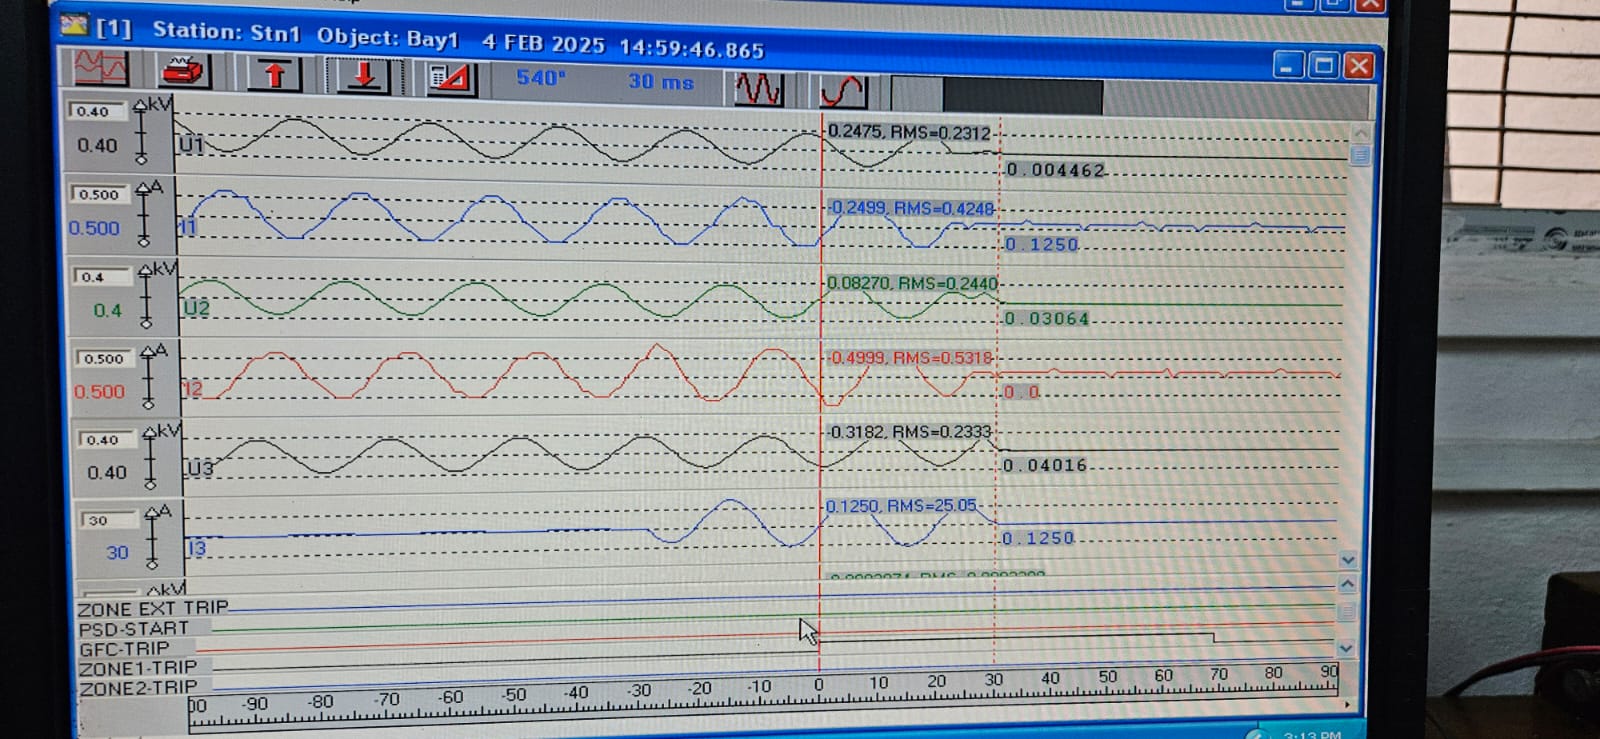 [1] Station: Stn1 Object: Bay1 4 FEB 2025 14:59:46.865
540° 30 ms
0.40 kV
0.40
U1
0.2475, RMS=0.2312
0.004462
0.500 A
0.500
I1
-0.2499, RMS=0.4248
0.1250
0.4 kV
0.4
U2
0.08270, RMS=0.2440
0.03064
0.500 A
0.500
I2
-0.4999, RMS=0.5318
0.0
0.40 kV
0.40
U3
-0.3182, RMS=0.2333
0.04016
30 A
30
I3
0.1250, RMS=25.05
0.1250
kV
ZONE EXT TRIP
PSD-START
GFC-TRIP
ZONE1-TRIP
ZONE2-TRIP
00 -90 -80 -70 -60 -50 -40 -30 -20 -10 0 10 20 30 40 50 60 70 80 90
3:13 PM